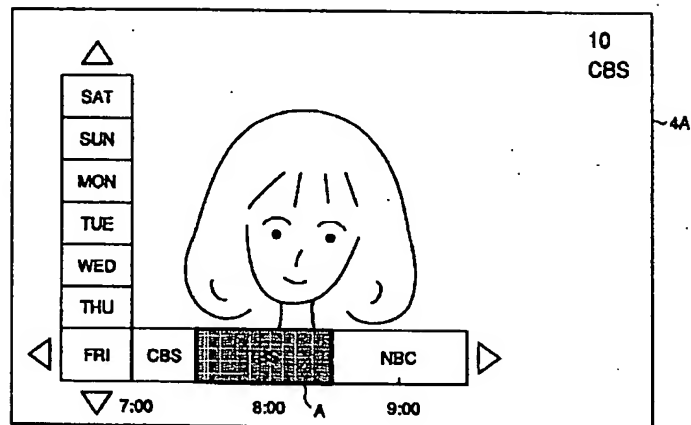 10
CBS
4A
SAT
SUN
MON
TUE
WED
THU
FRI CBS NBC
7:00 8:00 A 9:00